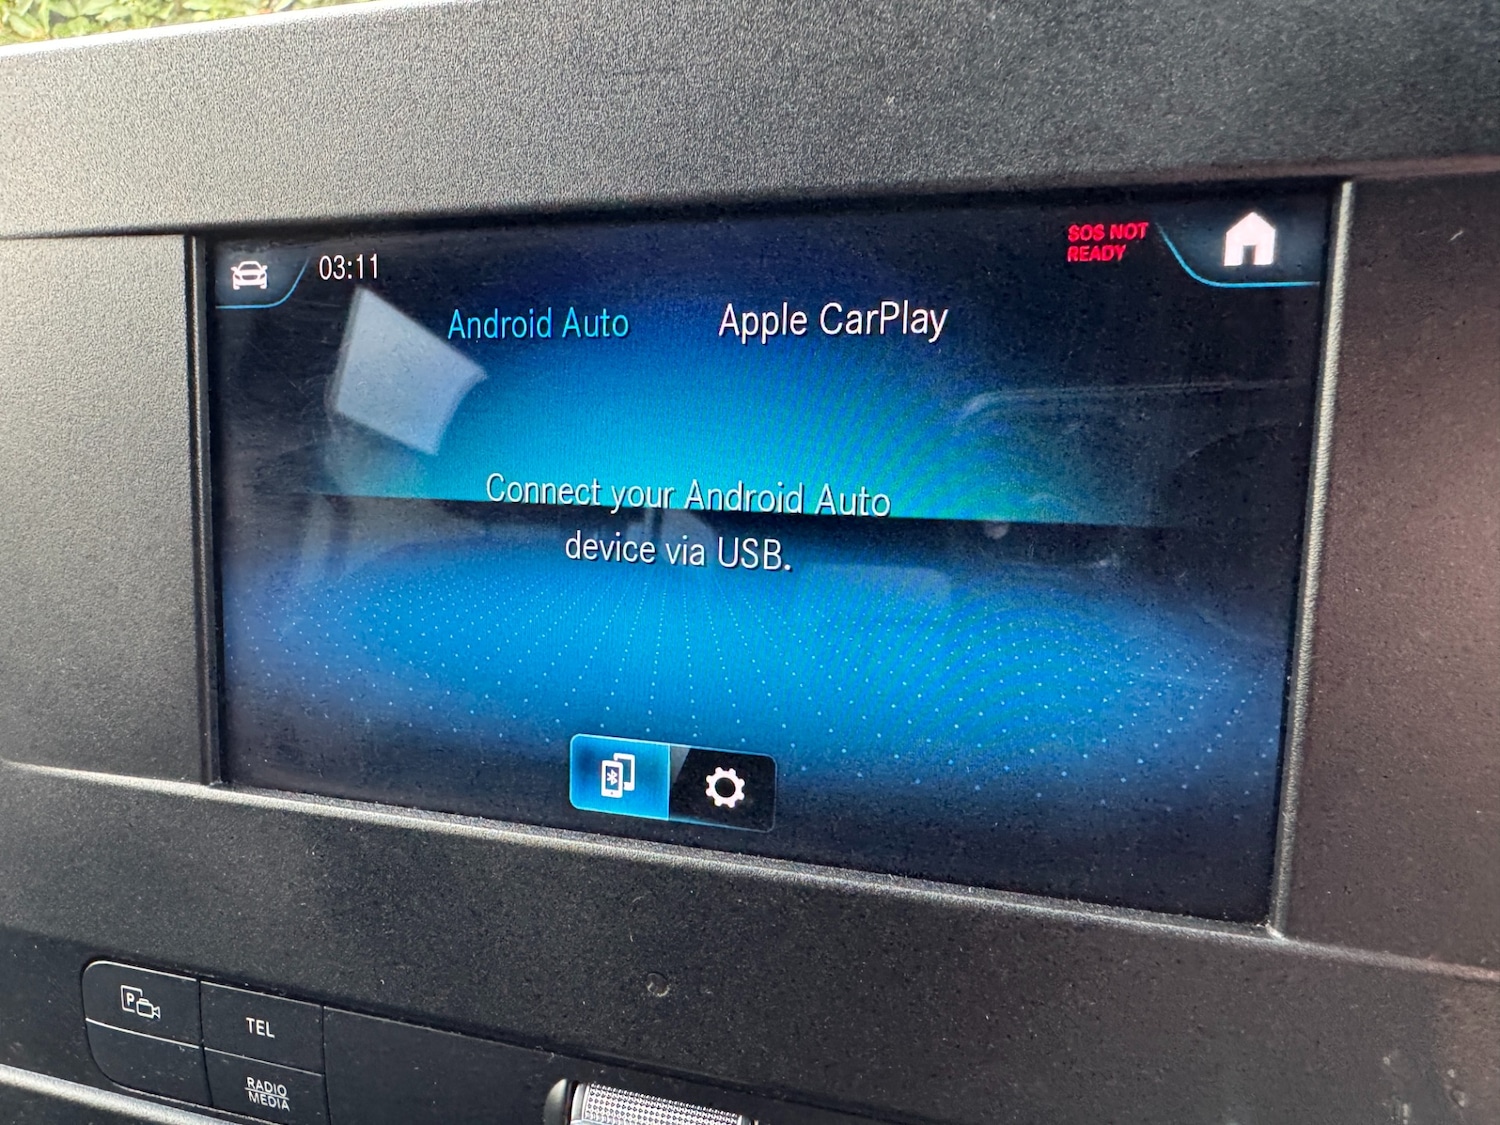 03:11
SOS NOT
READY
Android Auto
Apple CarPlay
Connect your Android Auto
device via USB.
P
TEL
RADIO
MEDIA